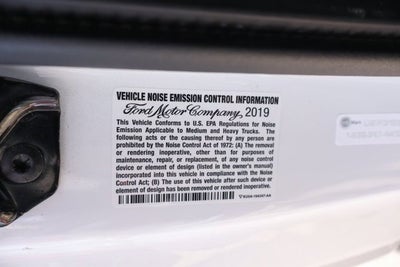 VEHICLE NOISE EMISSION CONTROL INFORMATION
Ford Motor Company, 2019
This Vehicle Conforms to U.S. EPA Regulations for Noise
Emission Applicable to Medium and Heavy Trucks. The
following acts or the causing thereof by any person are
prohibited by the Noise Control Act of 1972: (A) The removal
or rendering inoperative, other than for purposes of
maintenance, repair, or replacement, of any noise control
device or element of design (listed in the owner's manual)
incorporated into this vehicle in compliance with the Noise
Control Act; (B) The use of this vehicle after such device or
element of design has been removed or rendered inoperative.